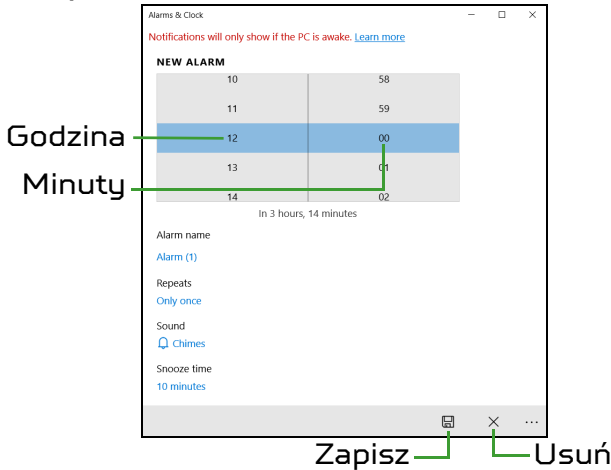 Alarms & Clock
Notifications will only show if the PC is awake. Learn more
NEW ALARM
10 58
11 59
Godzina 12 00
13 01
Minuty
14 02
In 3 hours, 14 minutes
Alarm name
Alarm (1)
Repeats
Only once
Sound
Chimes
Snooze time
10 minutes
Zapisz Usuń